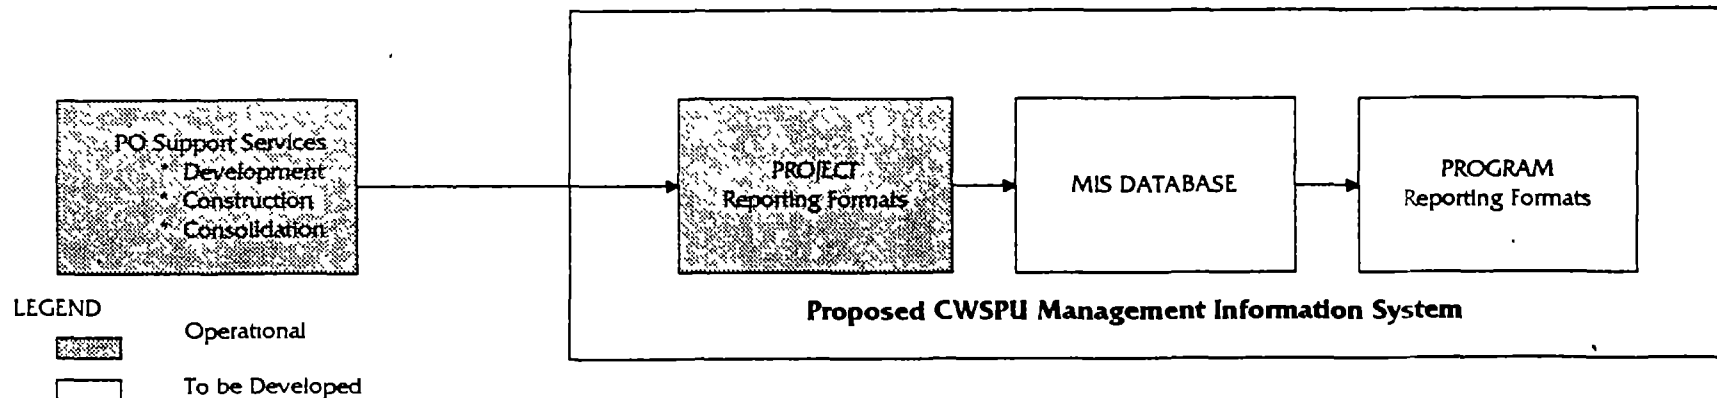 PO Support Services
* Development
* Construction
* Consolidation
PROJECT
Reporting Formats
MIS DATABASE
PROGRAM
Reporting Formats
Proposed CWSPU Management Information System
LEGEND
Operational
To be Developed